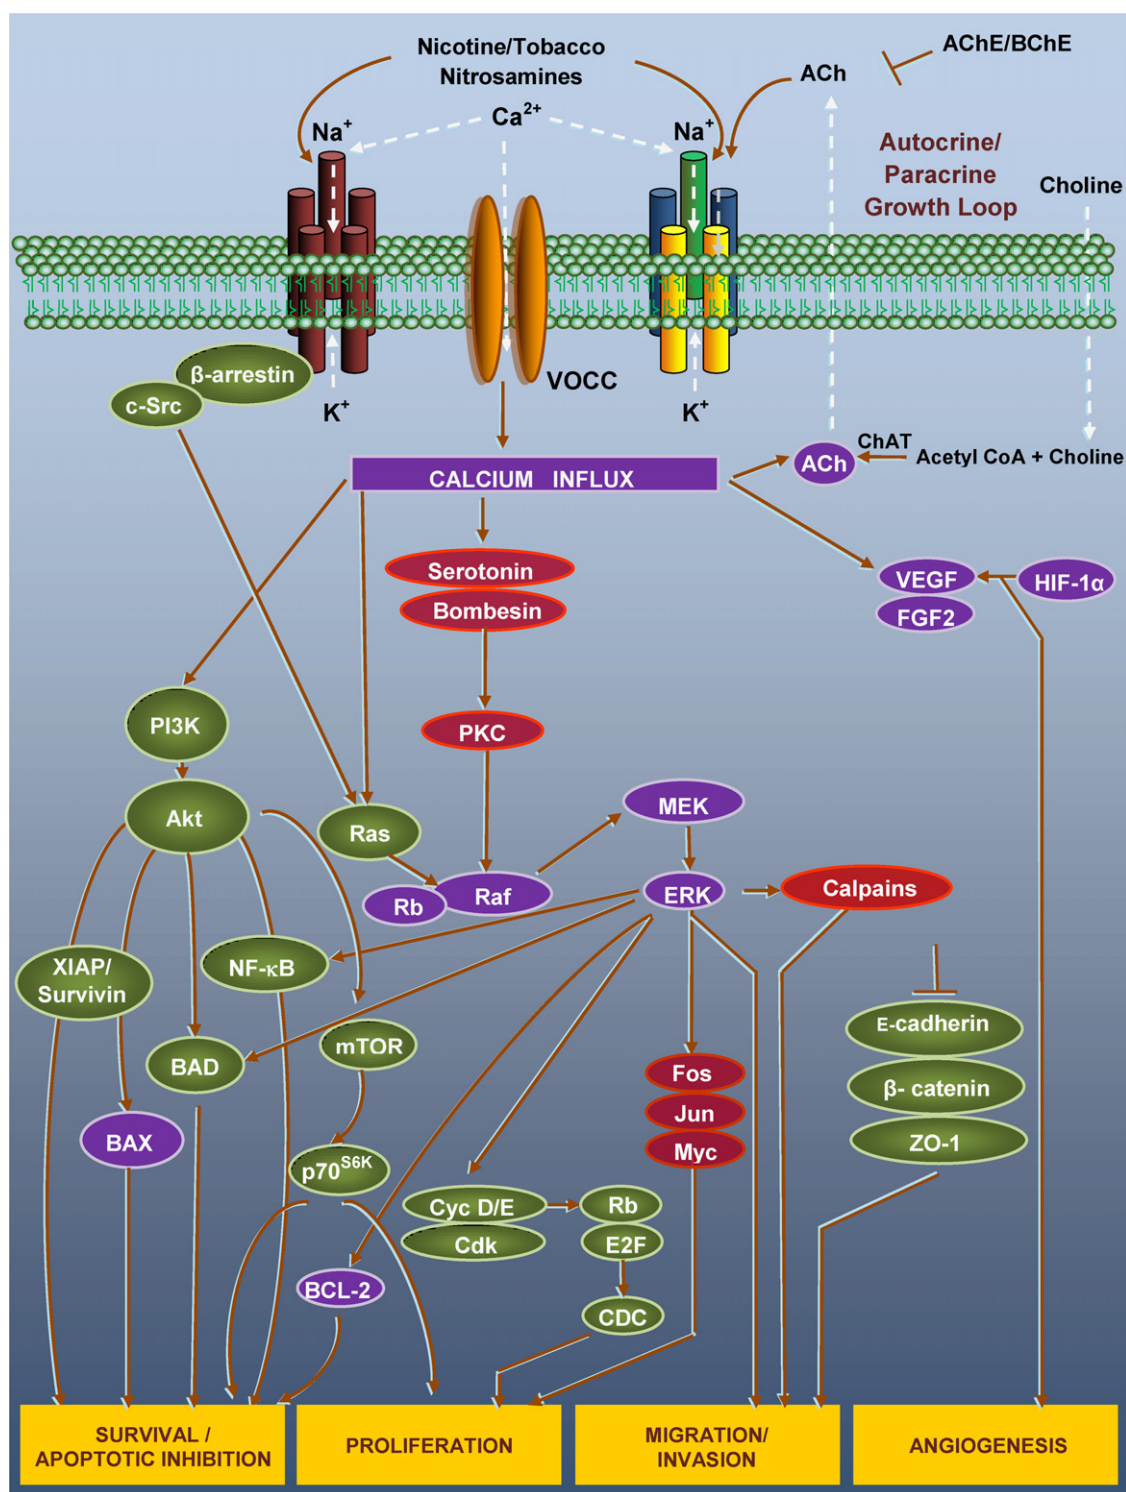 Nicotine/Tobacco
Nitrosamines
AChE/BChE
ACh
Ca²⁺
Na⁺
Na⁺
Autocrine/
Paracrine
Growth Loop
Choline
β-arrestin
c-Src
VOCC
K⁺
K⁺
ChAT
ACh
Acetyl CoA + Choline
CALCIUM INFLUX
Serotonin
Bombesin
VEGF
HIF-1α
FGF2
PI3K
PKC
Akt
Ras
MEK
Rb
Raf
ERK
Calpains
XIAP/
Survivin
NF-κB
E-cadherin
mTOR
BAD
Fos
β- catenin
Jun
BAX
ZO-1
Myc
p70ˢ⁶ᴷ
Cyc D/E
Rb
Cdk
E2F
BCL-2
CDC
SURVIVAL /
APOPTOTIC INHIBITION
PROLIFERATION
MIGRATION/
INVASION
ANGIOGENESIS